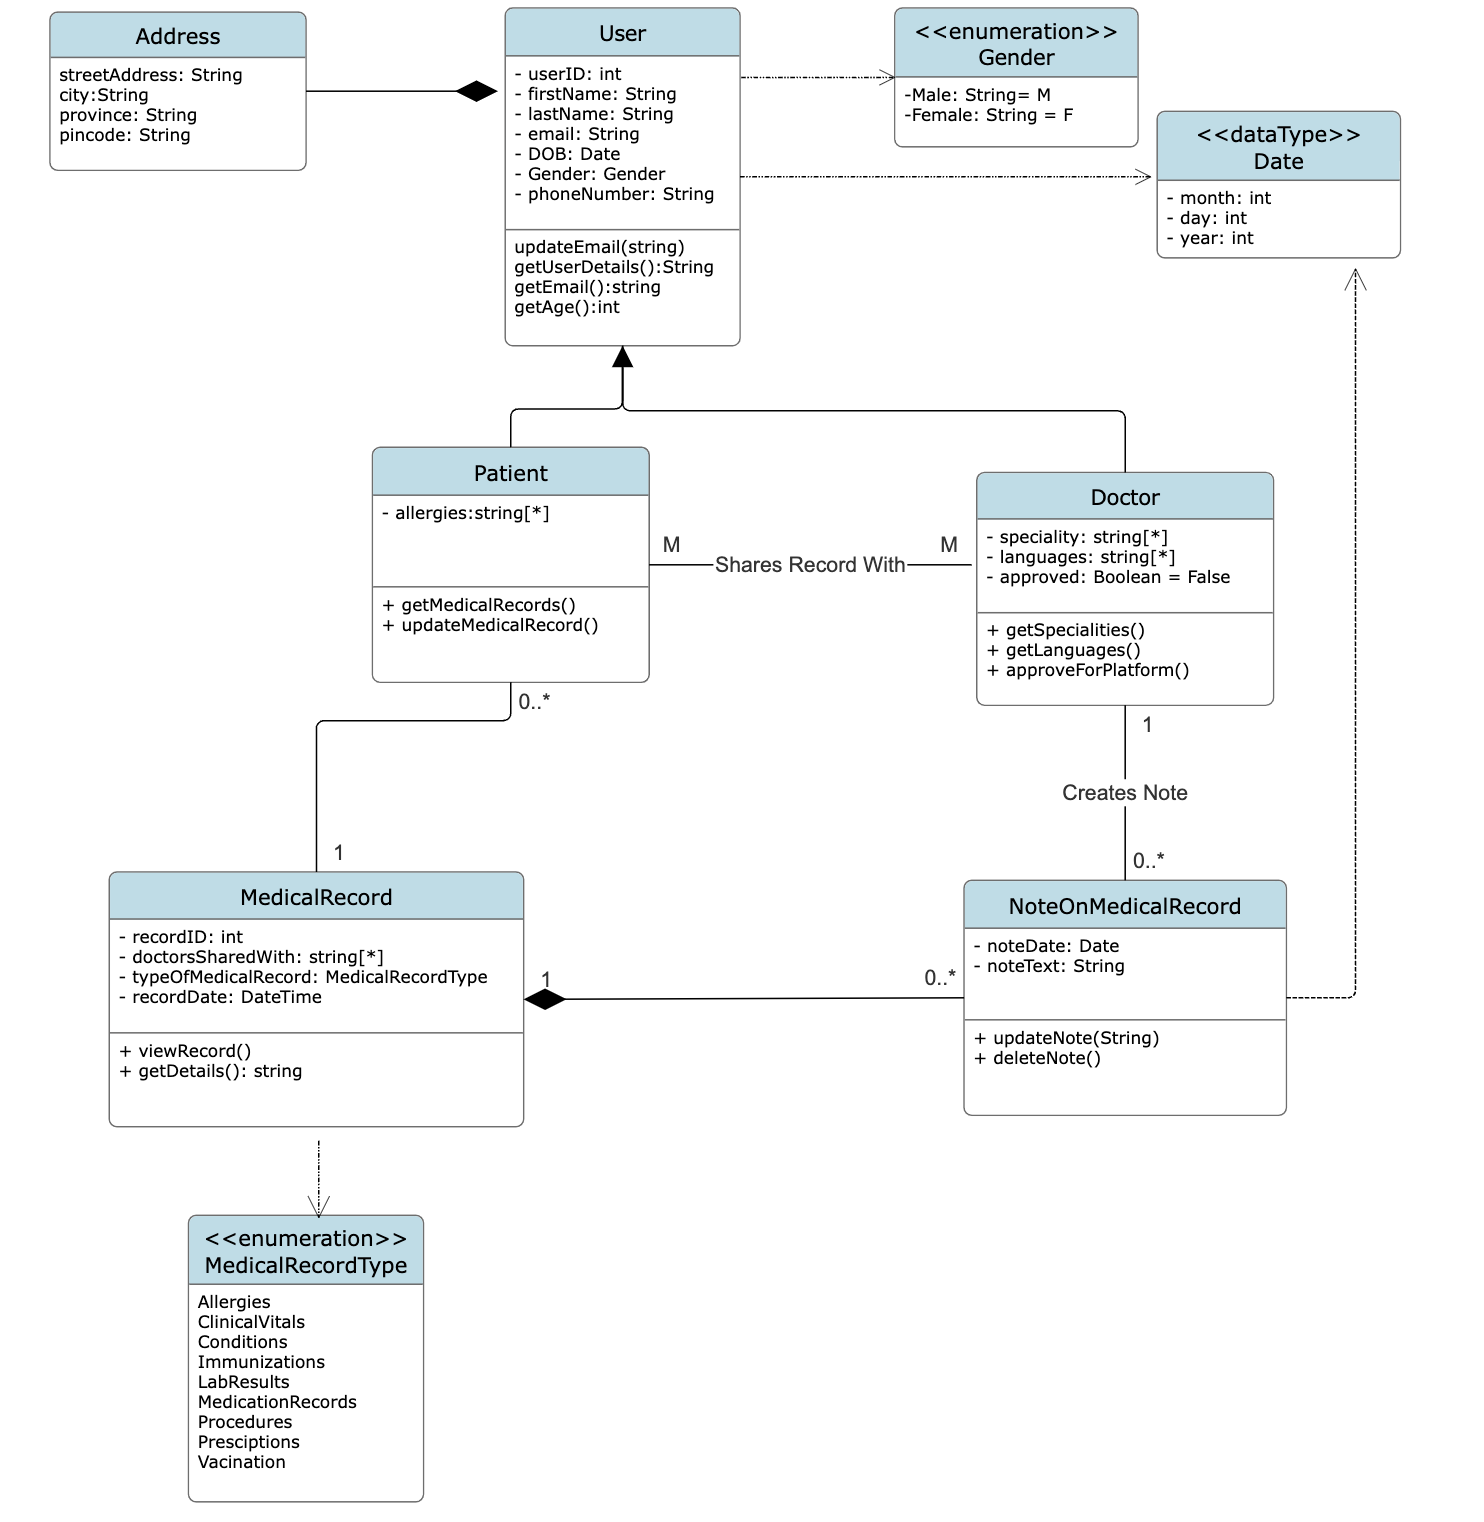 Address
streetAddress: String
city:String
province: String
pincode: String
User
- userID: int
- firstName: String
- lastName: String
- email: String
- DOB: Date
- Gender: Gender
- phoneNumber: String
updateEmail(string)
getUserDetails():String
getEmail():string
getAge():int
<<enumeration>>
Gender
-Male: String= M
-Female: String = F
<<dataType>>
Date
- month: int
- day: int
- year: int
Patient
- allergies:string[*]
+ getMedicalRecords()
+ updateMedicalRecord()
M
Shares Record With
M
Doctor
- speciality: string[*]
- languages: string[*]
- approved: Boolean = False
+ getSpecialities()
+ getLanguages()
+ approveForPlatform()
0..*
1
1
Creates Note
0..*
MedicalRecord
- recordID: int
- doctorsSharedWith: string[*]
- typeOfMedicalRecord: MedicalRecordType
- recordDate: DateTime
+ viewRecord()
+ getDetails(): string
1
0..*
NoteOnMedicalRecord
- noteDate: Date
- noteText: String
+ updateNote(String)
+ deleteNote()
<<enumeration>>
MedicalRecordType
Allergies
ClinicalVitals
Conditions
Immunizations
LabResults
MedicationRecords
Procedures
Presciptions
Vacination